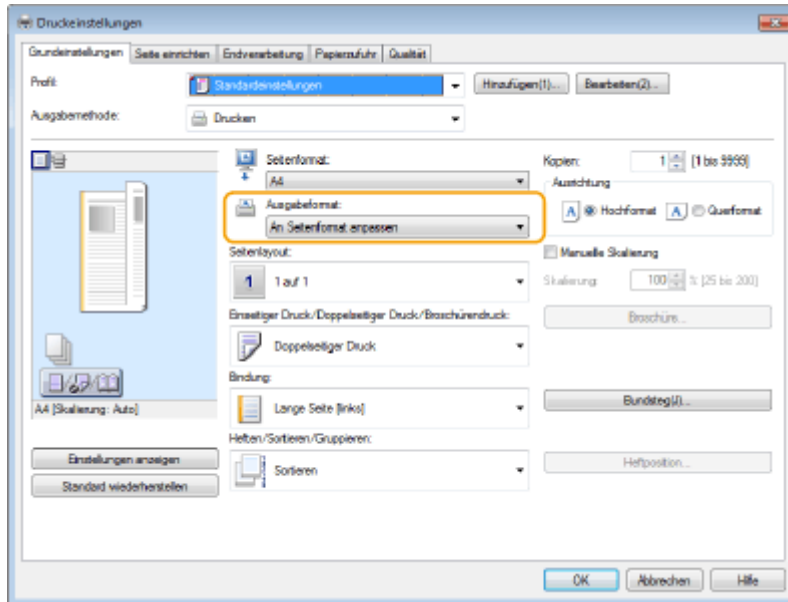 Druckeinstellungen
Grundeinstellungen Seite einrichten Endverarbeitung Papierzufuhr Qualität
Profil: Standardeinstellungen Hinzufügen(1)... Bearbeiten(2)...
Ausgabemethode: Drucken
Seitenformat: Kopien: 1 [1 bis 9999]
A4 Ausrichtung
Ausgabeformat: A Hochformat A Querformat
An Seitenformat anpassen
Seitenlayout: Manuelle Skalierung
1 1 auf 1 Skalierung: 100 % [25 bis 200]
Einseitiger Druck/Doppelseitiger Druck/Broschürendruck: Broschüre...
Doppelseitiger Druck
Bindung:
A4 [Skalierung: Auto] Lange Seite [links] Bundsteg(J)...
Heften/Sortieren/Gruppieren:
Einstellungen anzeigen Sortieren Heftposition...
Standard wiederherstellen
OK Abbrechen Hilfe